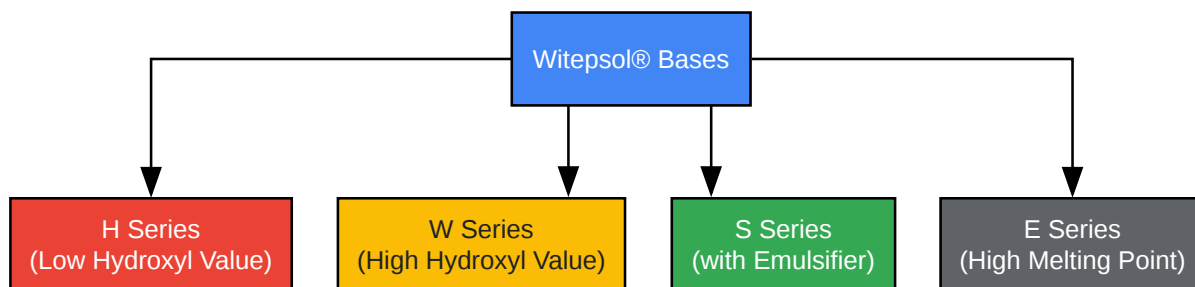 Witepsol® Bases
H Series
(Low Hydroxyl Value)
W Series
(High Hydroxyl Value)
S Series
(with Emulsifier)
E Series
(High Melting Point)